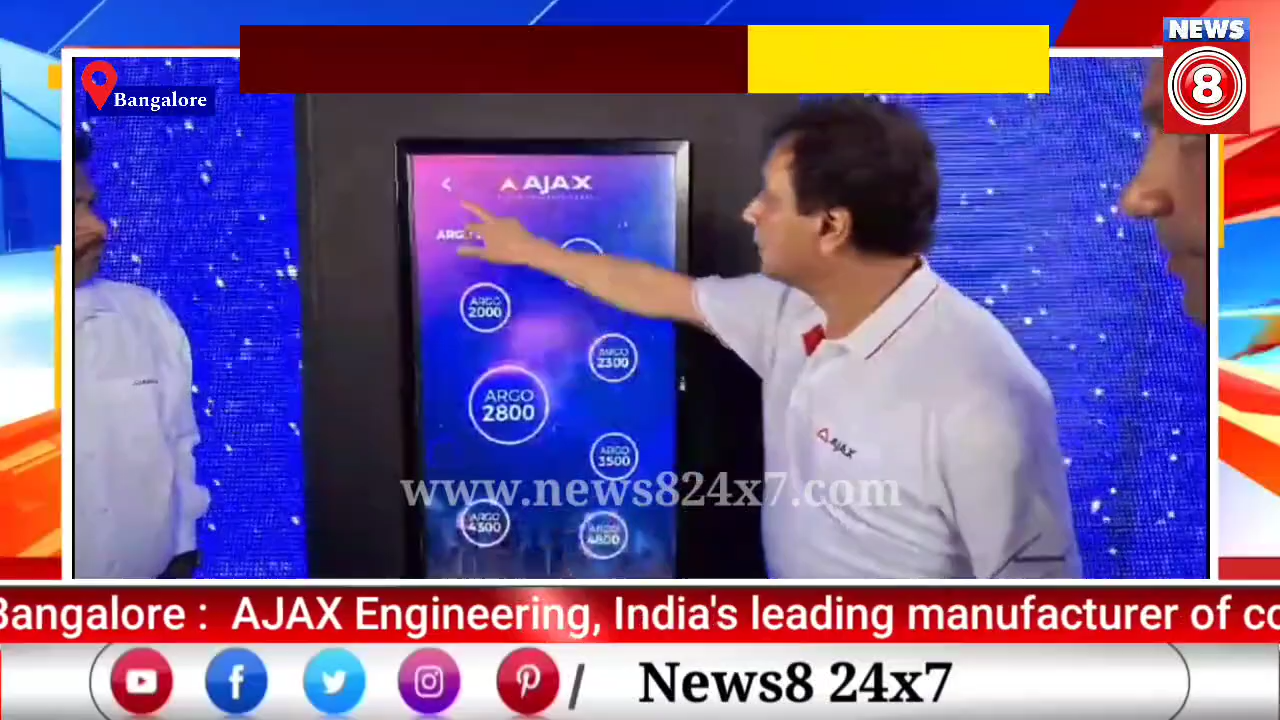 NEWS
8
Bangalore
AJAX
ARGO
2000
ARGO
2300
ARGO
2800
ARGO
3500
ARGO
4300
ARGO
4800
AJAX
www.news824x7.com
Bangalore : AJAX Engineering, India's leading manufacturer of co
/ News8 24x7